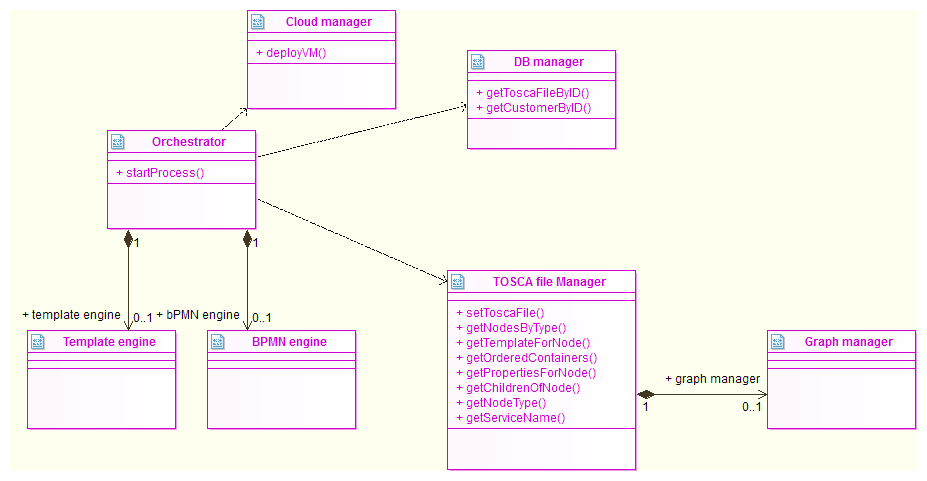 Cloud manager
+ deployVM()
DB manager
+ getToscaFileByID()
+ getCustomerByID()
Orchestrator
+ startProcess()
1
1
+ template engine
0..1
+ bPMN engine
0..1
Template engine
BPMN engine
TOSCA file Manager
+ setToscaFile()
+ getNodesByType()
+ getTemplateForNode()
+ getOrderedContainers()
+ getPropertiesForNode()
+ getChildrenOfNode()
+ getNodeType()
+ getServiceName()
+ graph manager
1
0..1
Graph manager